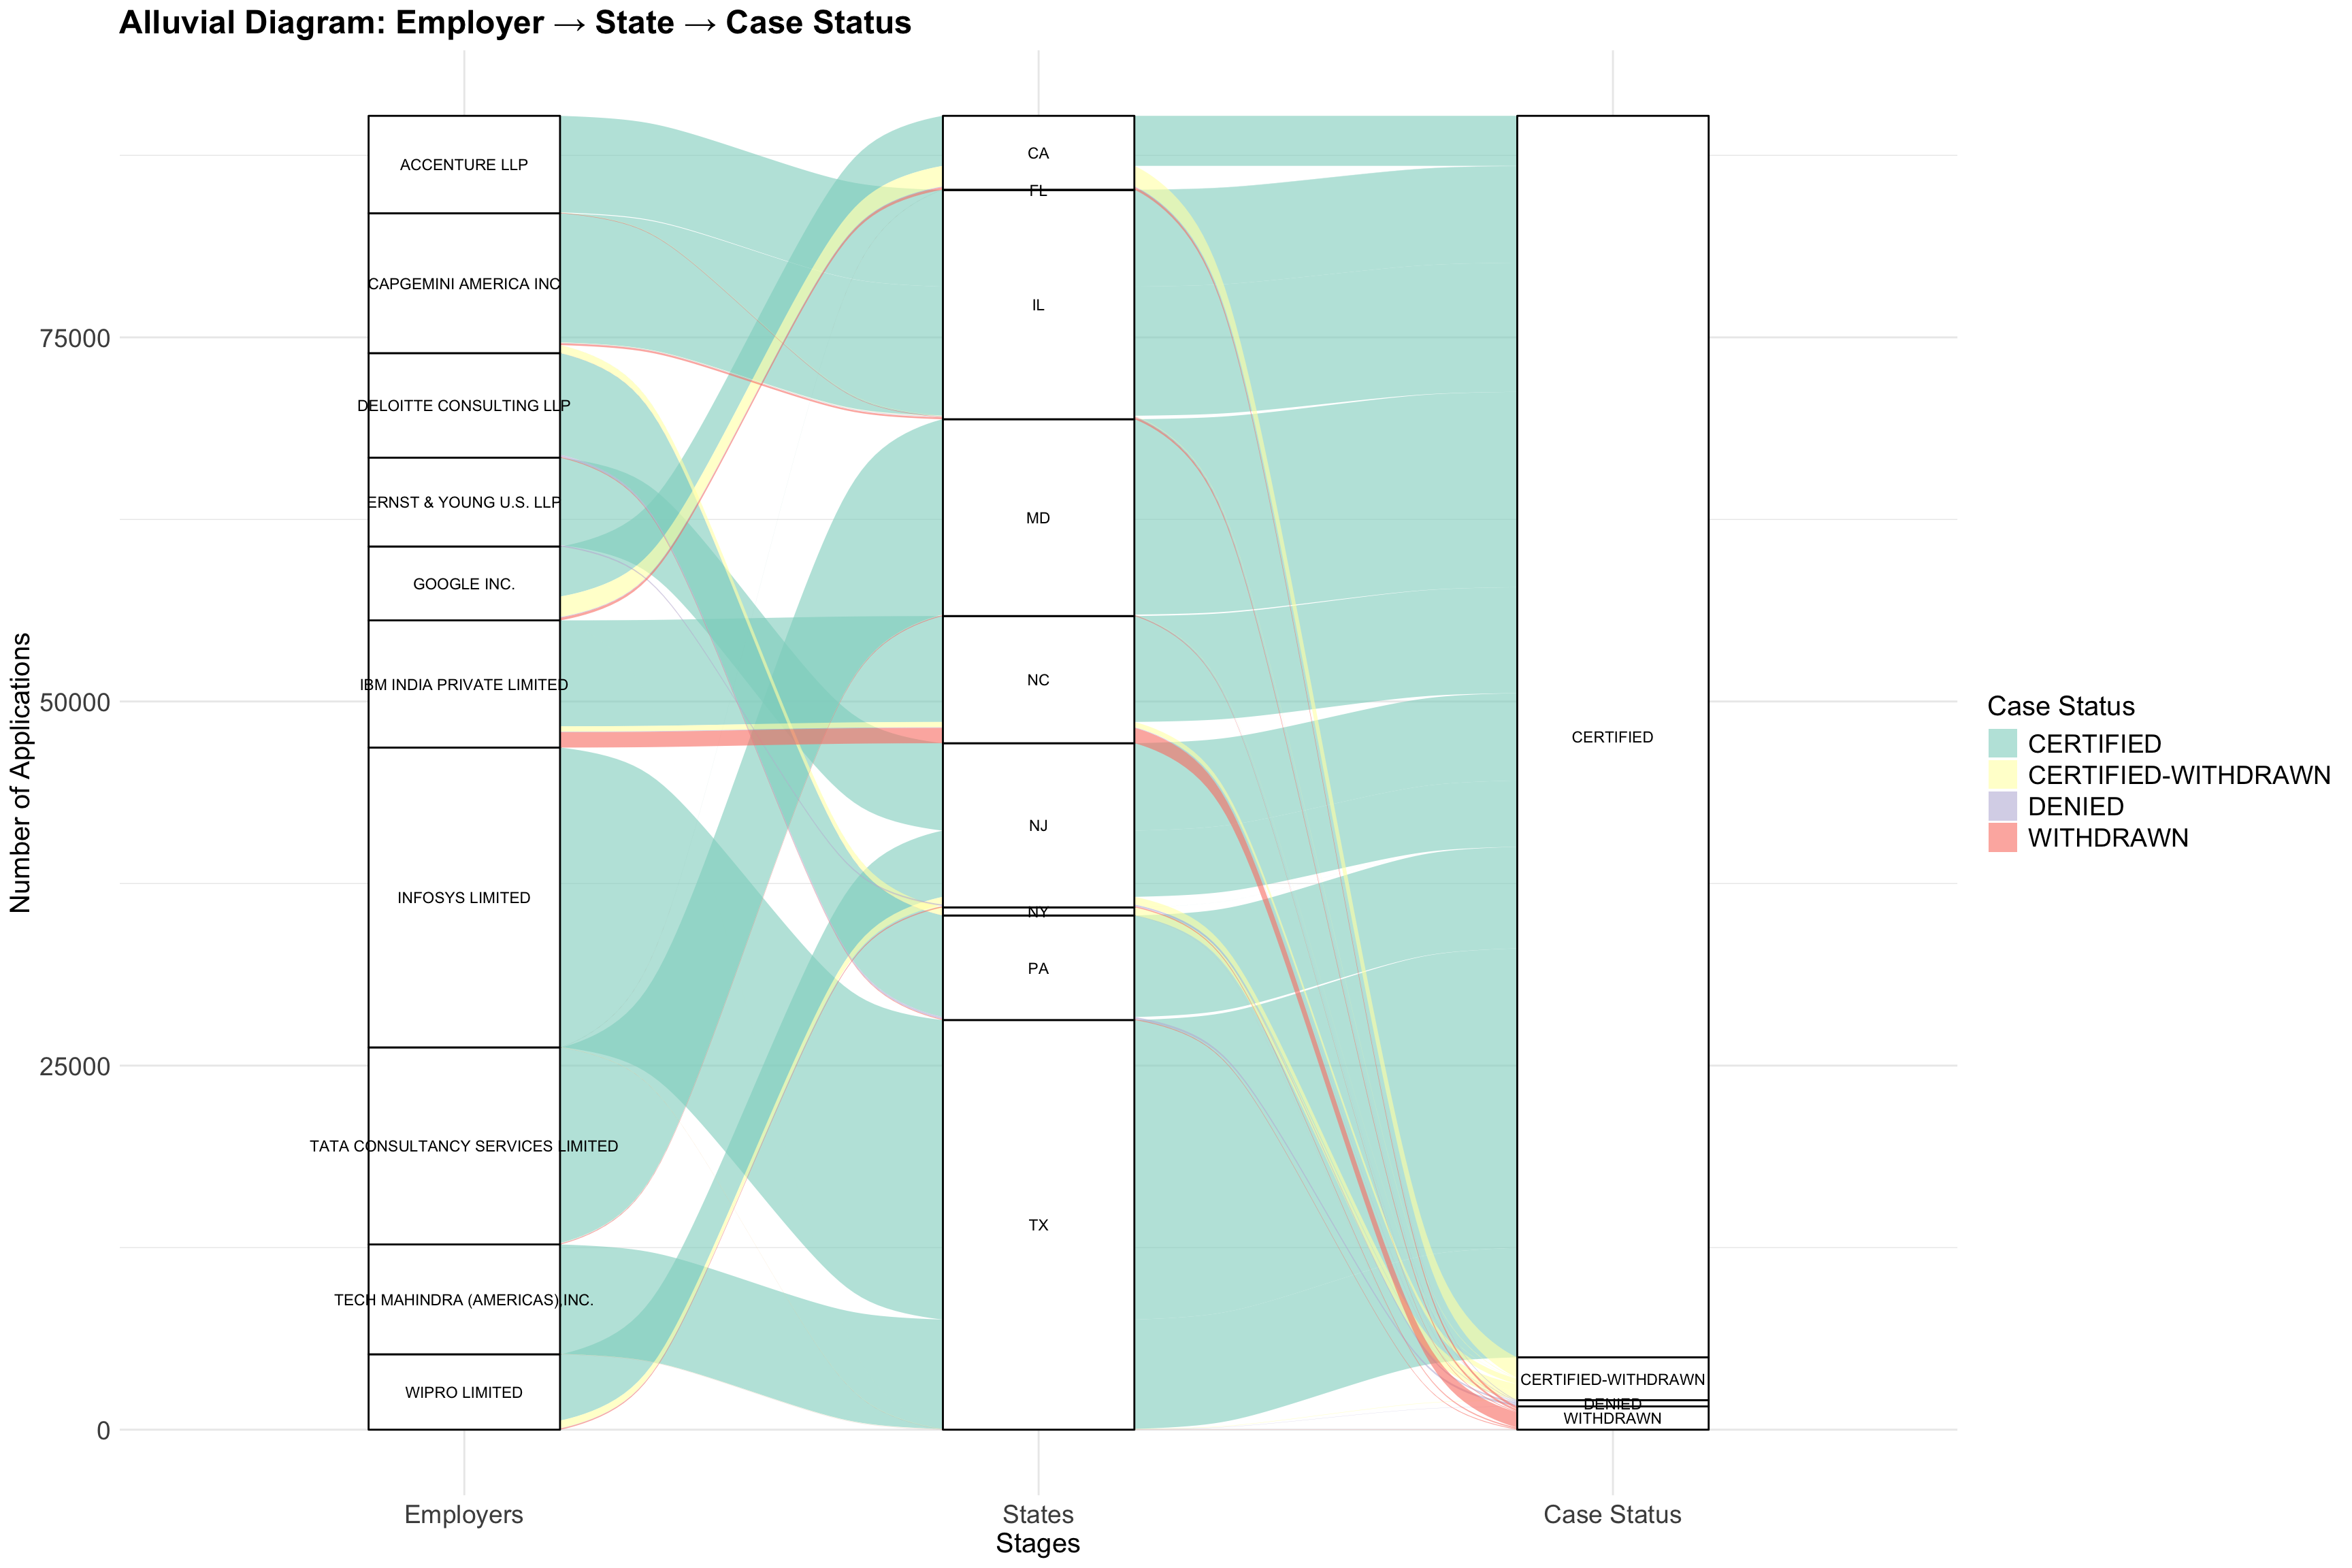 Alluvial Diagram: Employer → State → Case Status
Number of Applications
75000
50000
25000
0
ACCENTURE LLP
CAPGEMINI AMERICA INC
DELOITTE CONSULTING LLP
ERNST & YOUNG U.S. LLP
GOOGLE INC.
IBM INDIA PRIVATE LIMITED
INFOSYS LIMITED
TATA CONSULTANCY SERVICES LIMITED
TECH MAHINDRA (AMERICAS),INC.
WIPRO LIMITED
CA
FL
IL
MD
NC
NJ
NY
PA
TX
CERTIFIED
CERTIFIED-WITHDRAWN
DENIED
WITHDRAWN
Employers
States
Case Status
Stages
Case Status
CERTIFIED
CERTIFIED-WITHDRAWN
DENIED
WITHDRAWN